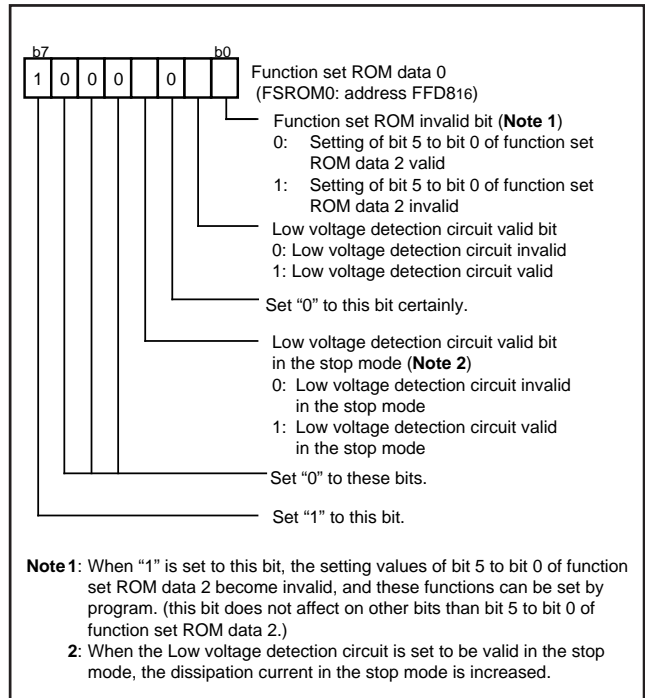 b7 b0
1 0 0 0 0
Function set ROM data 0
(FSROM0: address FFD816)
Function set ROM invalid bit (Note 1)
0: Setting of bit 5 to bit 0 of function set
ROM data 2 valid
1: Setting of bit 5 to bit 0 of function set
ROM data 2 invalid
Low voltage detection circuit valid bit
0: Low voltage detection circuit invalid
1: Low voltage detection circuit valid
Set “0” to this bit certainly.
Low voltage detection circuit valid bit
in the stop mode (Note 2)
0: Low voltage detection circuit invalid
in the stop mode
1: Low voltage detection circuit valid
in the stop mode
Set “0” to these bits.
Set “1” to this bit.
Note 1: When “1” is set to this bit, the setting values of bit 5 to bit 0 of function
set ROM data 2 become invalid, and these functions can be set by
program. (this bit does not affect on other bits than bit 5 to bit 0 of
function set ROM data 2.)
2: When the Low voltage detection circuit is set to be valid in the stop
mode, the dissipation current in the stop mode is increased.